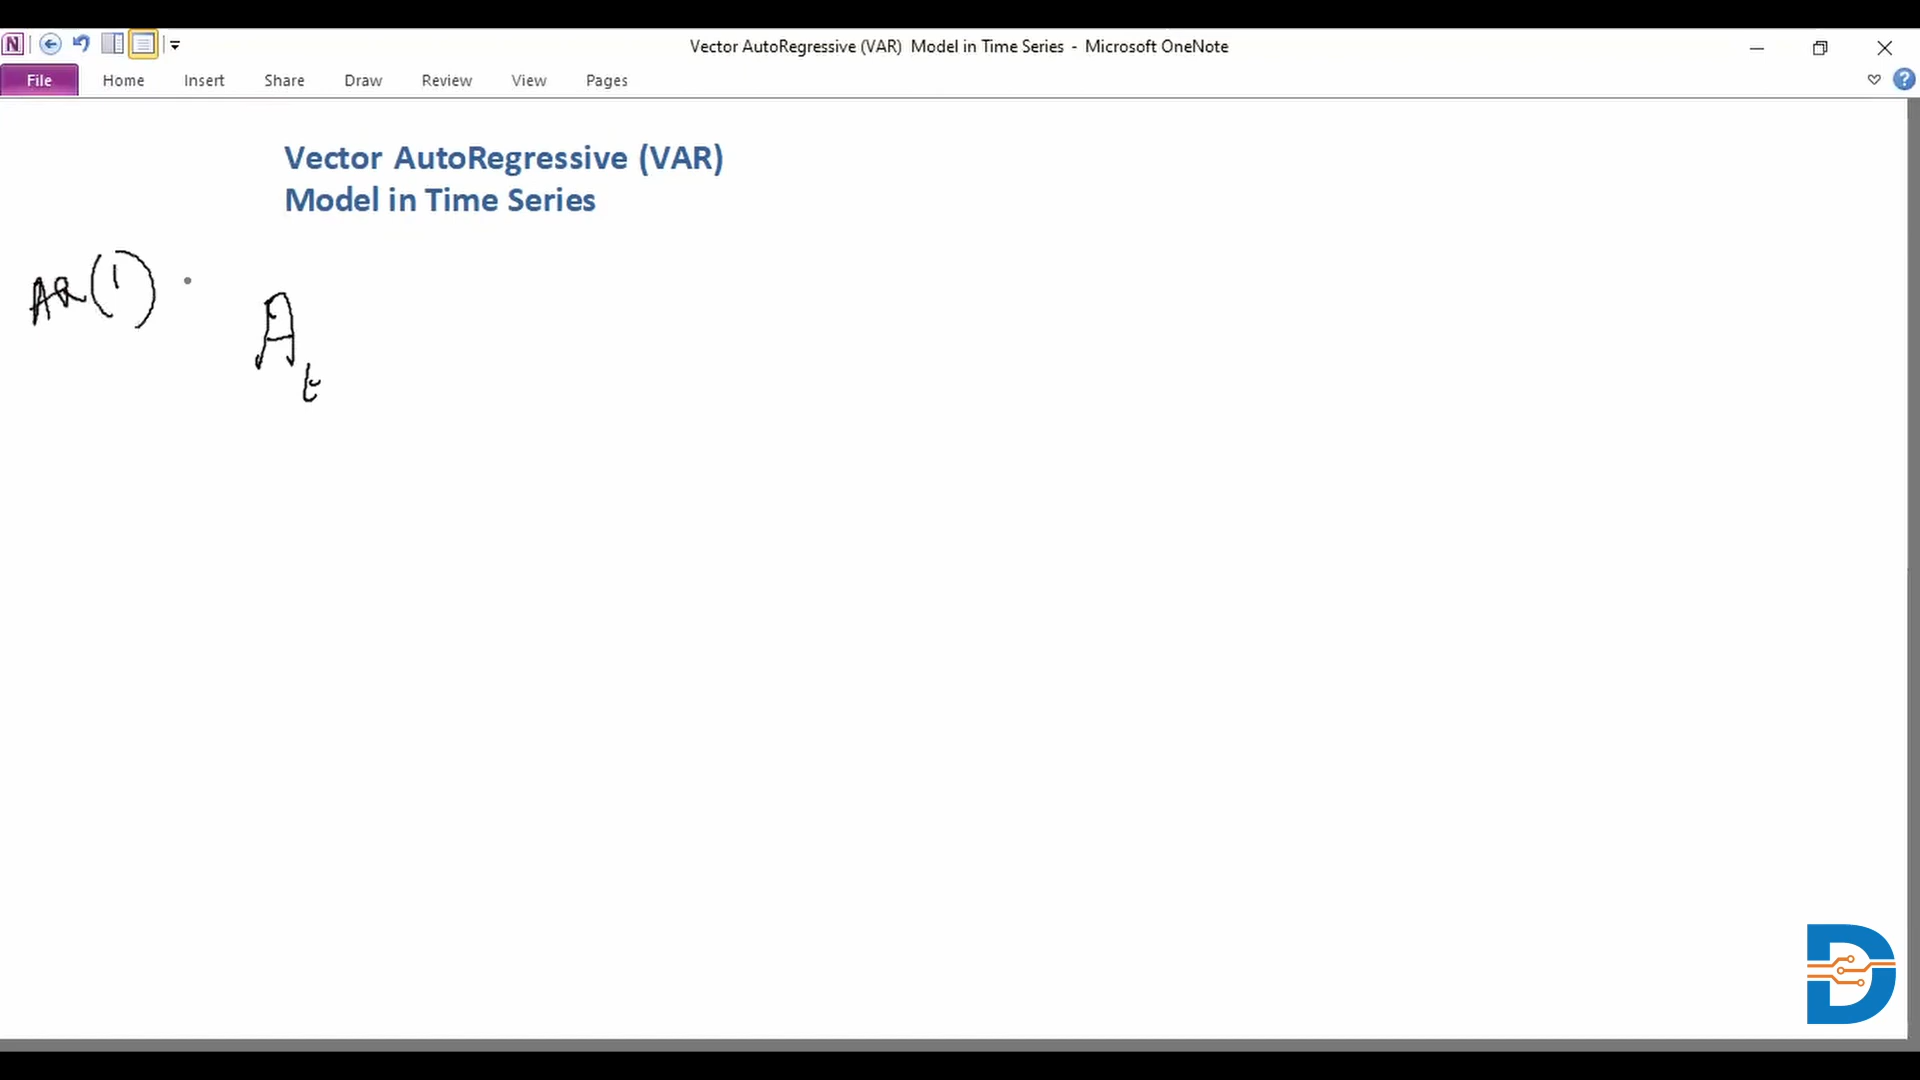 Vector AutoRegressive (VAR) Model in Time Series - Microsoft OneNote
File Home Insert Share Draw Review View Pages
Vector AutoRegressive (VAR)
Model in Time Series
AR(1)
A
t